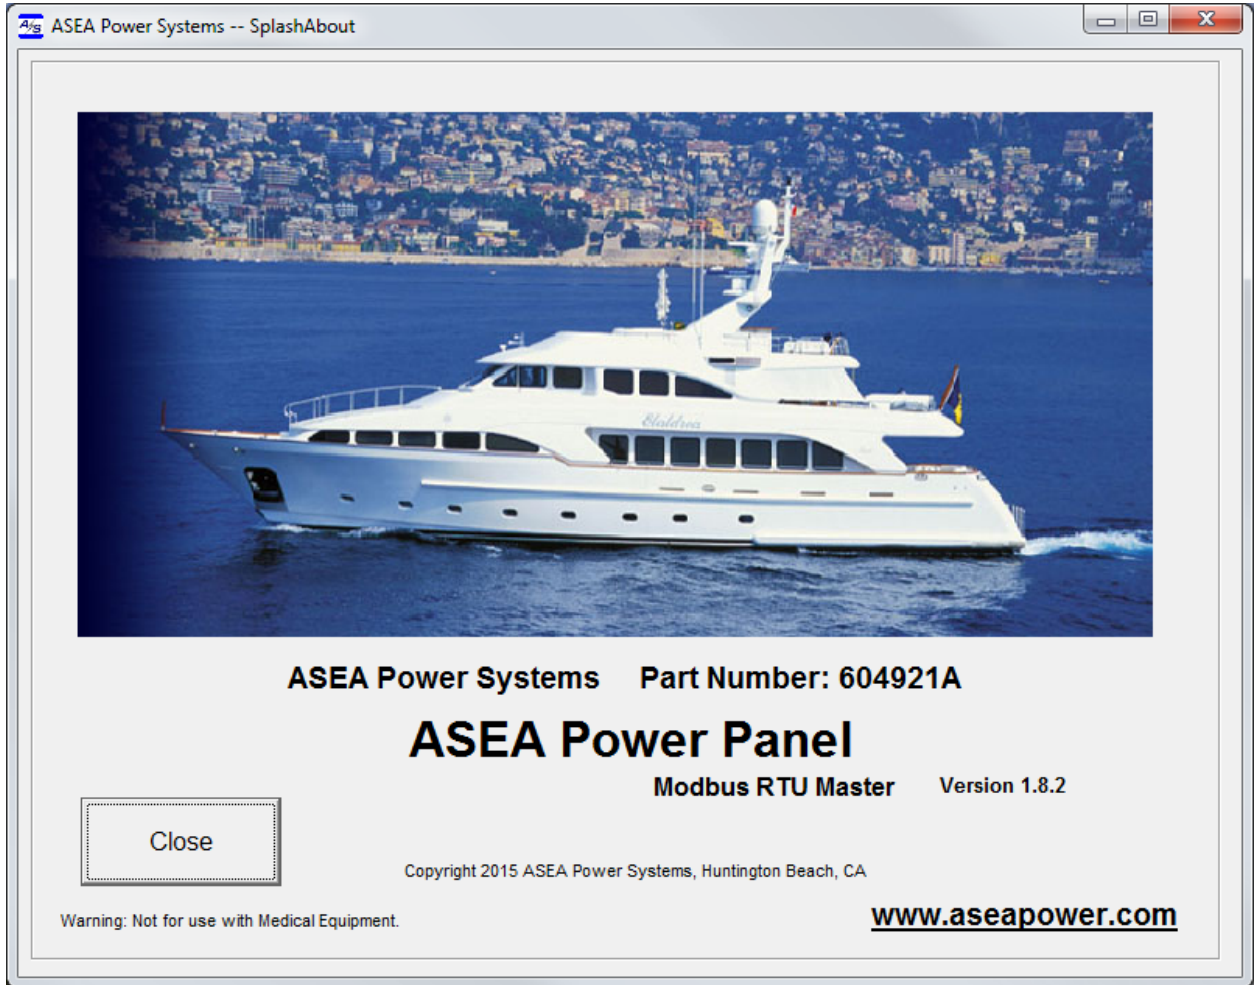 A/S ASEA Power Systems -- SplashAbout
ASEA Power Systems Part Number: 604921A
ASEA Power Panel
Modbus RTU Master Version 1.8.2
Close
Copyright 2015 ASEA Power Systems, Huntington Beach, CA
Warning: Not for use with Medical Equipment.
www.aseapower.com